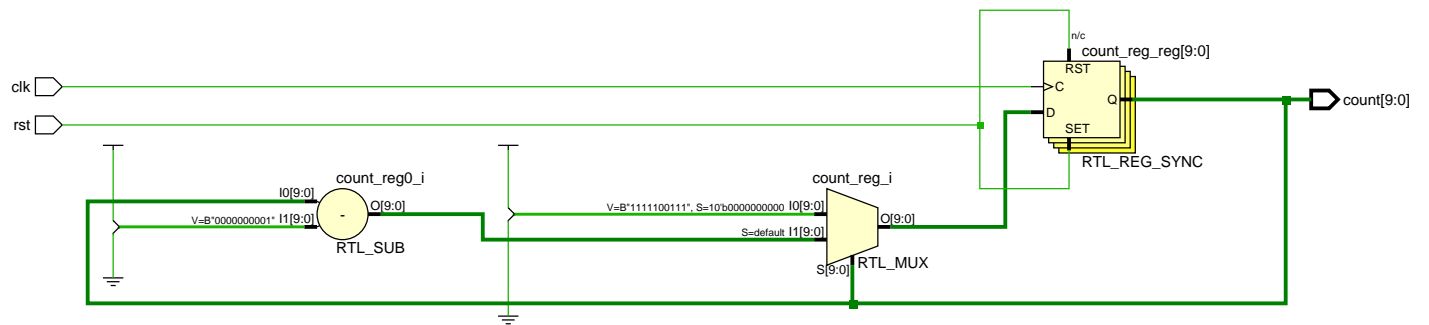 n/c
count_reg_reg[9:0]
RST
clk
C
Q
count[9:0]
D
rst
SET
RTL_REG_SYNC
count_reg0_i
count_reg_i
I0[9:0]
O[9:0]
-
V=B"0000000001" I1[9:0]
RTL_SUB
V=B"1111100111", S=10'b0000000000 I0[9:0]
O[9:0]
S=default I1[9:0]
S[9:0]
RTL_MUX